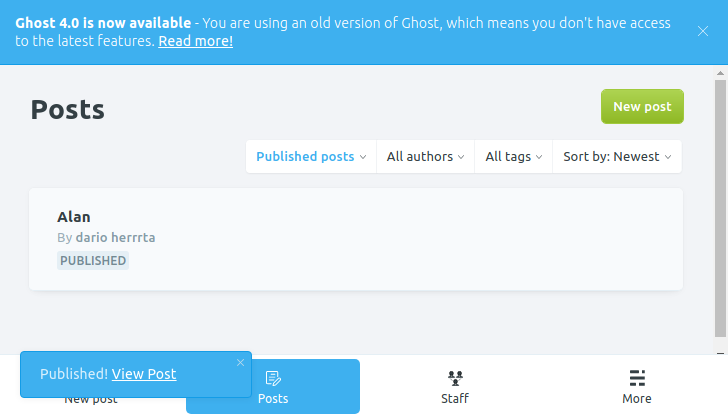 Ghost 4.0 is now available - You are using an old version of Ghost, which means you don't have access
to the latest features. Read more!
Posts
New post
Published posts All authors All tags Sort by: Newest
Alan
By dario herrrta
PUBLISHED
Published! View Post
New post Posts Staff More